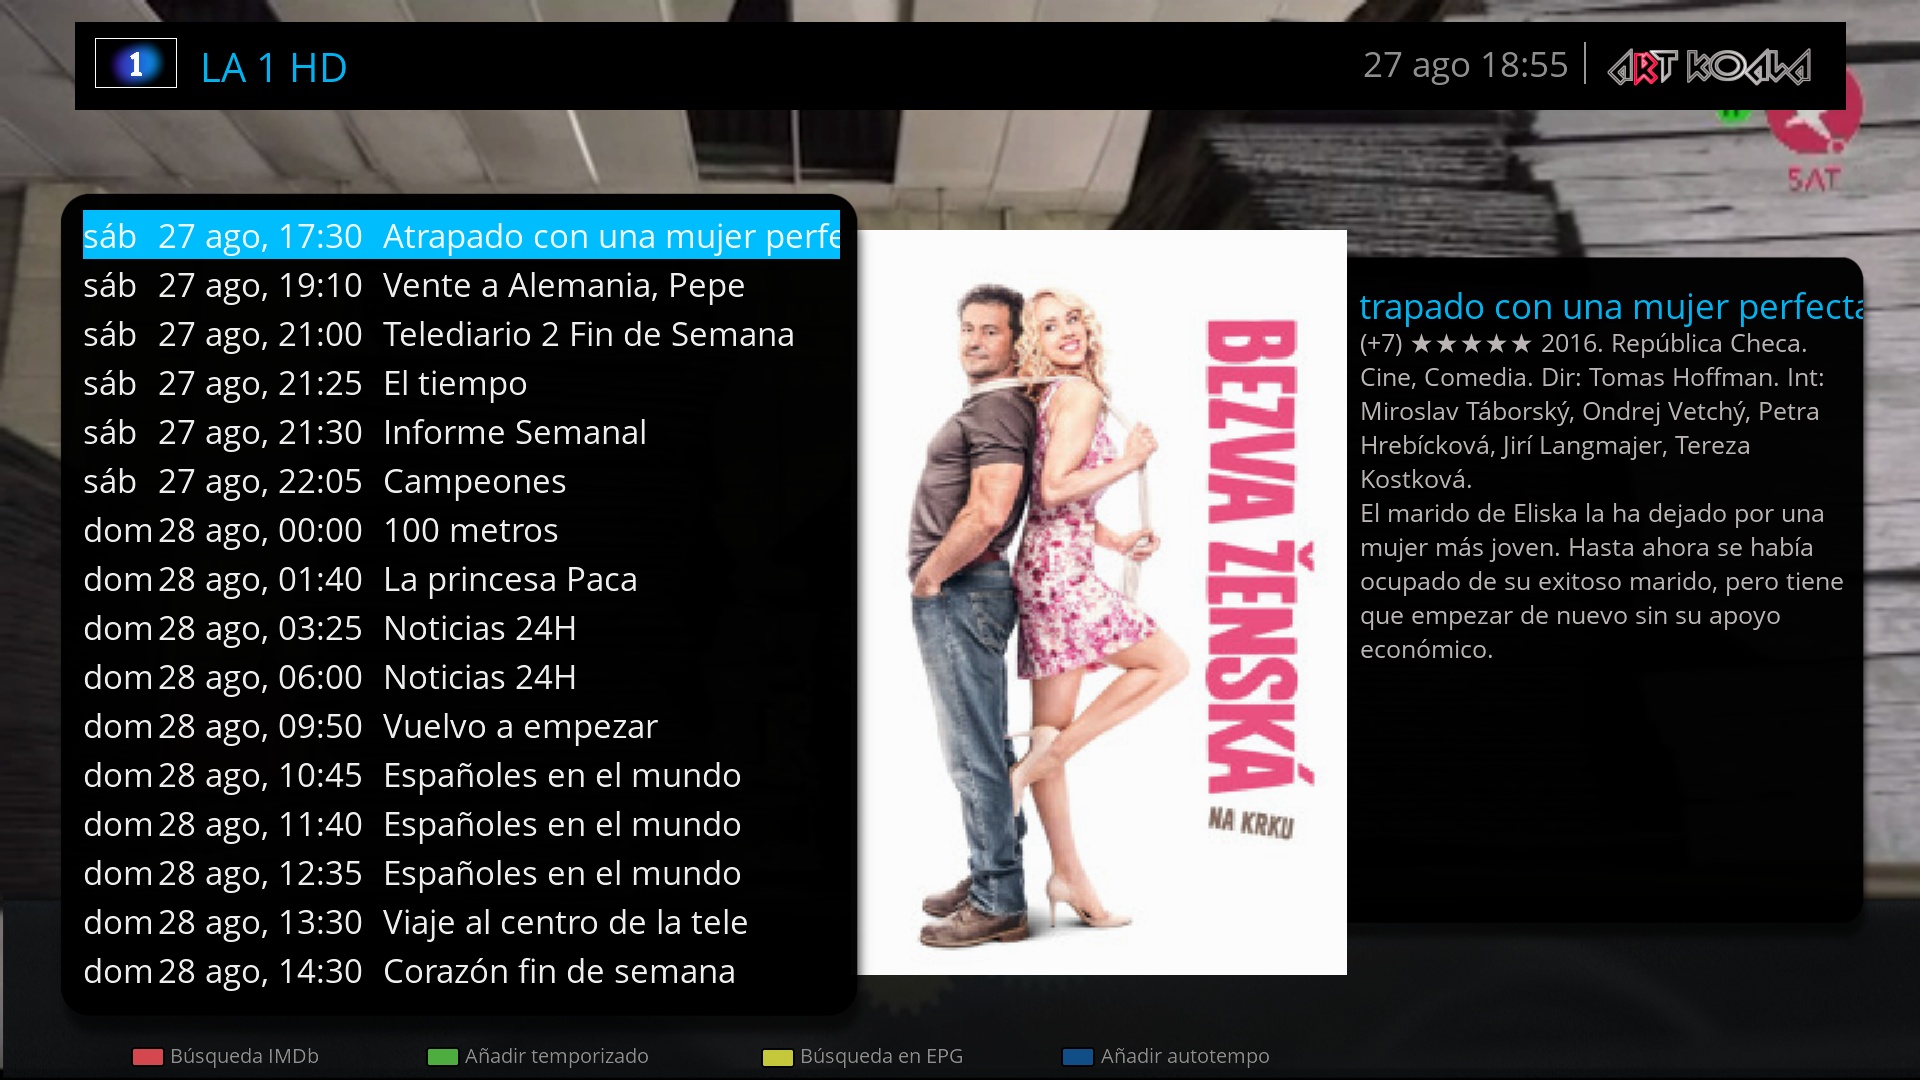 1 LA 1 HD
27 ago 18:55
ART KOALA
SAT
sáb 27 ago, 17:30 Atrapado con una mujer perfe
sáb 27 ago, 19:10 Vente a Alemania, Pepe
sáb 27 ago, 21:00 Telediario 2 Fin de Semana
sáb 27 ago, 21:25 El tiempo
sáb 27 ago, 21:30 Informe Semanal
sáb 27 ago, 22:05 Campeones
dom 28 ago, 00:00 100 metros
dom 28 ago, 01:40 La princesa Paca
dom 28 ago, 03:25 Noticias 24H
dom 28 ago, 06:00 Noticias 24H
dom 28 ago, 09:50 Vuelvo a empezar
dom 28 ago, 10:45 Españoles en el mundo
dom 28 ago, 11:40 Españoles en el mundo
dom 28 ago, 12:35 Españoles en el mundo
dom 28 ago, 13:30 Viaje al centro de la tele
dom 28 ago, 14:30 Corazón fin de semana
BEZVA ŽENSKÁ
NA KRKU
trapado con una mujer perfecta
(+7) ★★★★★ 2016. República Checa.
Cine, Comedia. Dir: Tomas Hoffman. Int:
Miroslav Táborský, Ondrej Vetchý, Petra
Hrebícková, Jirí Langmajer, Tereza
Kostková.
El marido de Eliska la ha dejado por una
mujer más joven. Hasta ahora se había
ocupado de su exitoso marido, pero tiene
que empezar de nuevo sin su apoyo
económico.
Búsqueda IMDb
Añadir temporizado
Búsqueda en EPG
Añadir autotempo